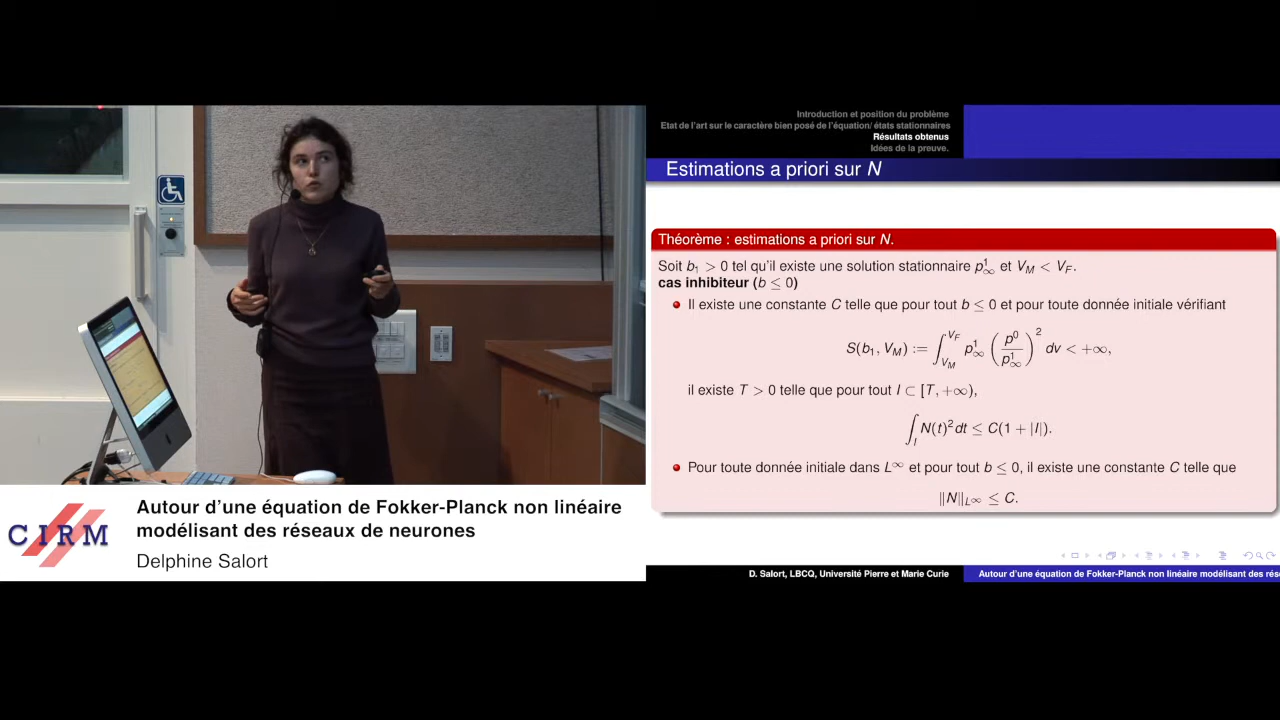 CIRM
Autour d'une équation de Fokker-Planck non linéaire
modélisant des réseaux de neurones
Delphine Salort
Introduction et position du problème
Etat de l'art sur le caractère bien posé de l'équation/ états stationnaires
Résultats obtenus
Idées de la preuve.
Estimations a priori sur N
Théorème : estimations a priori sur N.
Soit b₁ > 0 tel qu'il existe une solution stationnaire p¹_∞ et V_M < V_F.
cas inhibiteur (b ≤ 0)
Il existe une constante C telle que pour tout b ≤ 0 et pour toute donnée initiale vérifiant
S(b₁, V_M) := ∫_{V_M}^{V_F} p¹_∞ (p⁰/p¹_∞)² dv < +∞,
il existe T > 0 telle que pour tout I ⊂ [T, +∞),
∫_I N(t)² dt ≤ C(1 + |I|).
Pour toute donnée initiale dans L^∞ et pour tout b ≤ 0, il existe une constante C telle que
‖N‖_{L^∞} ≤ C.
D. Salort, LBCQ, Université Pierre et Marie Curie
Autour d'une équation de Fokker-Planck non linéaire modélisant des rés